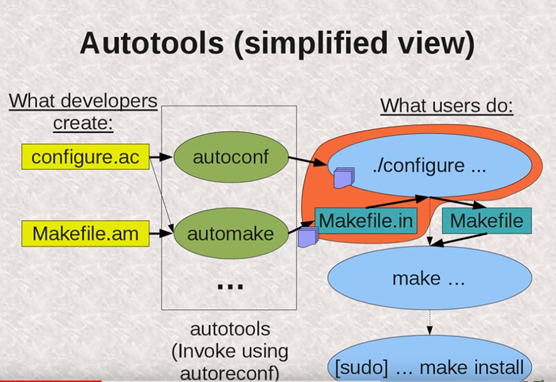 Autotools (simplified view)
What developers
create:
What users do:
configure.ac
autoconf
./configure ...
Makefile.am
automake
Makefile.in
Makefile
...
make ...
autotools
(Invoke using
autoreconf)
[sudo] ... make install